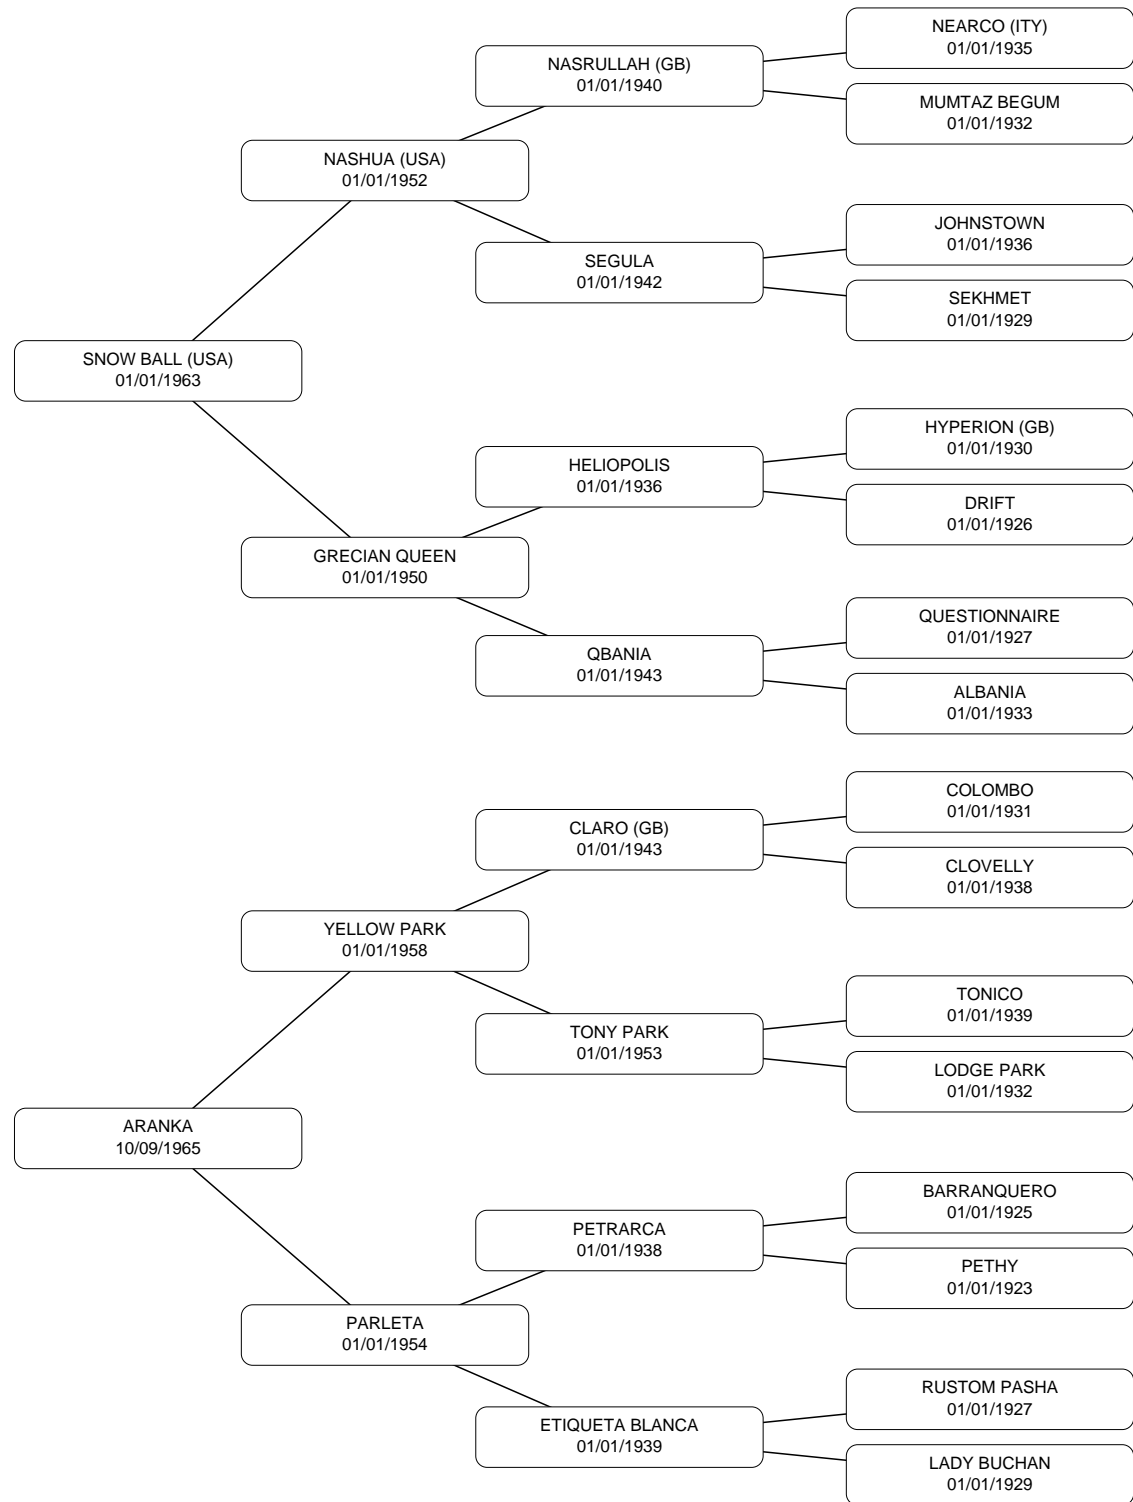 NEARCO (ITY)
01/01/1935
NASRULLAH (GB)
01/01/1940
MUMTAZ BEGUM
01/01/1932
NASHUA (USA)
01/01/1952
JOHNSTOWN
01/01/1936
SEGULA
01/01/1942
SEKHMET
01/01/1929
SNOW BALL (USA)
01/01/1963
HYPERION (GB)
01/01/1930
HELIOPOLIS
01/01/1936
DRIFT
01/01/1926
GRECIAN QUEEN
01/01/1950
QUESTIONNAIRE
01/01/1927
QBANIA
01/01/1943
ALBANIA
01/01/1933
COLOMBO
01/01/1931
CLARO (GB)
01/01/1943
CLOVELLY
01/01/1938
YELLOW PARK
01/01/1958
TONICO
01/01/1939
TONY PARK
01/01/1953
LODGE PARK
01/01/1932
ARANKA
10/09/1965
BARRANQUERO
01/01/1925
PETRARCA
01/01/1938
PETHY
01/01/1923
PARLETA
01/01/1954
RUSTOM PASHA
01/01/1927
ETIQUETA BLANCA
01/01/1939
LADY BUCHAN
01/01/1929